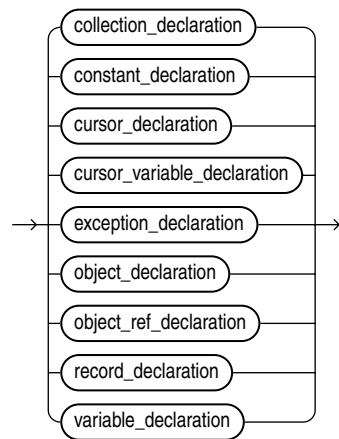 collection_declaration
constant_declaration
cursor_declaration
cursor_variable_declaration
exception_declaration
object_declaration
object_ref_declaration
record_declaration
variable_declaration